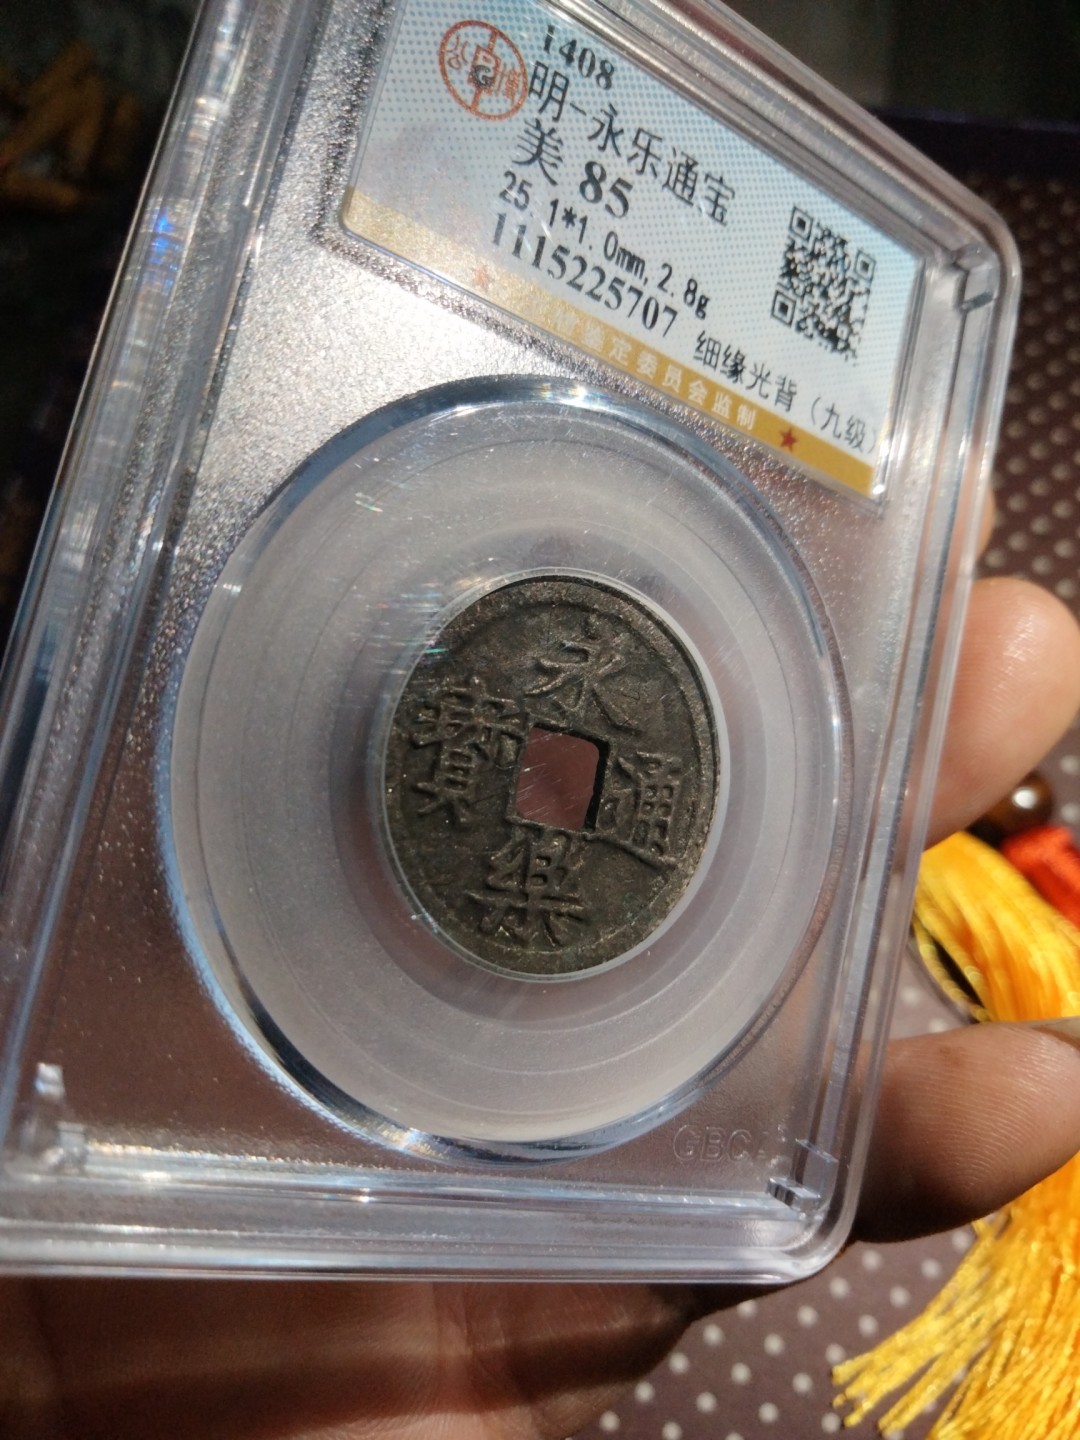 i408
明-永乐通宝
美 85
25.1*1.0mm,2.8g
1115225707 细缘光背（九级）
鉴定委员会监制
永樂通寶
GBCA